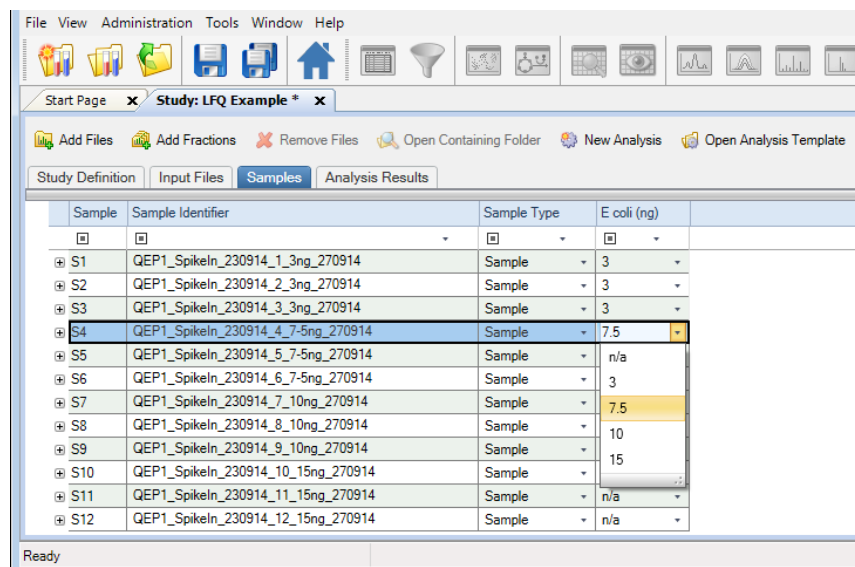 File View Administration Tools Window Help
Start Page x Study: LFQ Example * x
Add Files Add Fractions Remove Files Open Containing Folder New Analysis Open Analysis Template
Study Definition Input Files Samples Analysis Results
Sample Sample Identifier Sample Type E coli (ng)
S1 QEP1_SpikeIn_230914_1_3ng_270914 Sample 3
S2 QEP1_SpikeIn_230914_2_3ng_270914 Sample 3
S3 QEP1_SpikeIn_230914_3_3ng_270914 Sample 3
S4 QEP1_SpikeIn_230914_4_7-5ng_270914 Sample 7.5
S5 QEP1_SpikeIn_230914_5_7-5ng_270914 Sample n/a
S6 QEP1_SpikeIn_230914_6_7-5ng_270914 Sample 3
S7 QEP1_SpikeIn_230914_7_10ng_270914 Sample 7.5
S8 QEP1_SpikeIn_230914_8_10ng_270914 Sample 10
S9 QEP1_SpikeIn_230914_9_10ng_270914 Sample 15
S10 QEP1_SpikeIn_230914_10_15ng_270914 Sample
S11 QEP1_SpikeIn_230914_11_15ng_270914 Sample n/a
S12 QEP1_SpikeIn_230914_12_15ng_270914 Sample n/a
Ready